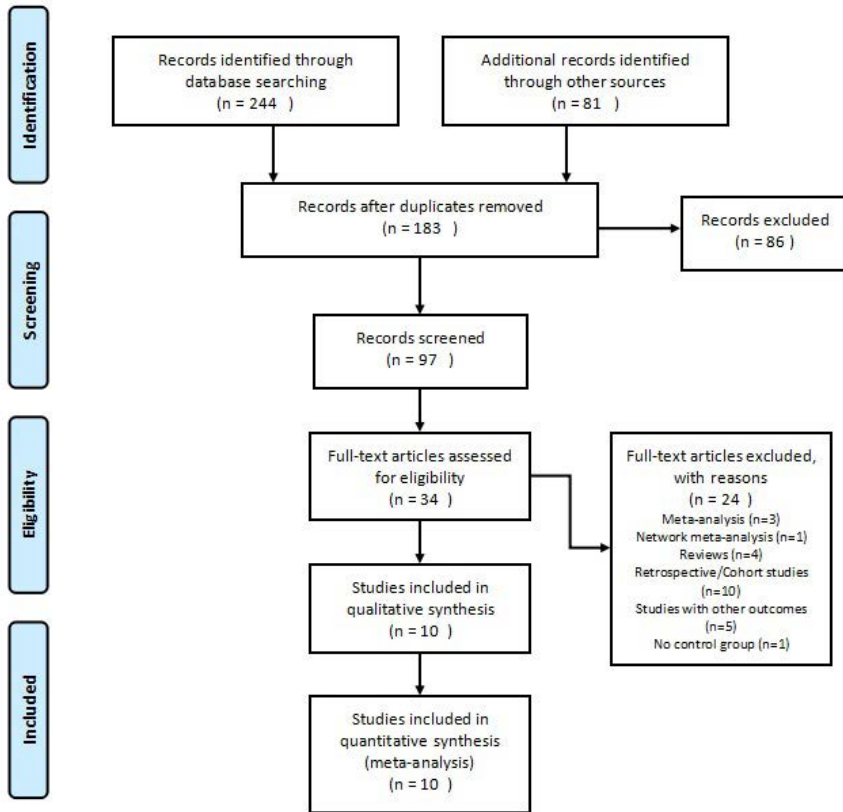 Identification
Records identified through
database searching
(n = 244 )
Additional records identified
through other sources
(n = 81 )
Records after duplicates removed
(n = 183 )
Records excluded
(n = 86 )
Screening
Records screened
(n = 97 )
Eligibility
Full-text articles assessed
for eligibility
(n = 34 )
Full-text articles excluded,
with reasons
(n = 24 )
Meta-analysis (n=3)
Network meta-analysis (n=1)
Reviews (n=4)
Retrospective/Cohort studies
(n=10)
Studies with other outcomes
(n=5)
No control group (n=1)
Studies included in
qualitative synthesis
(n = 10 )
Included
Studies included in
quantitative synthesis
(meta-analysis)
(n = 10 )